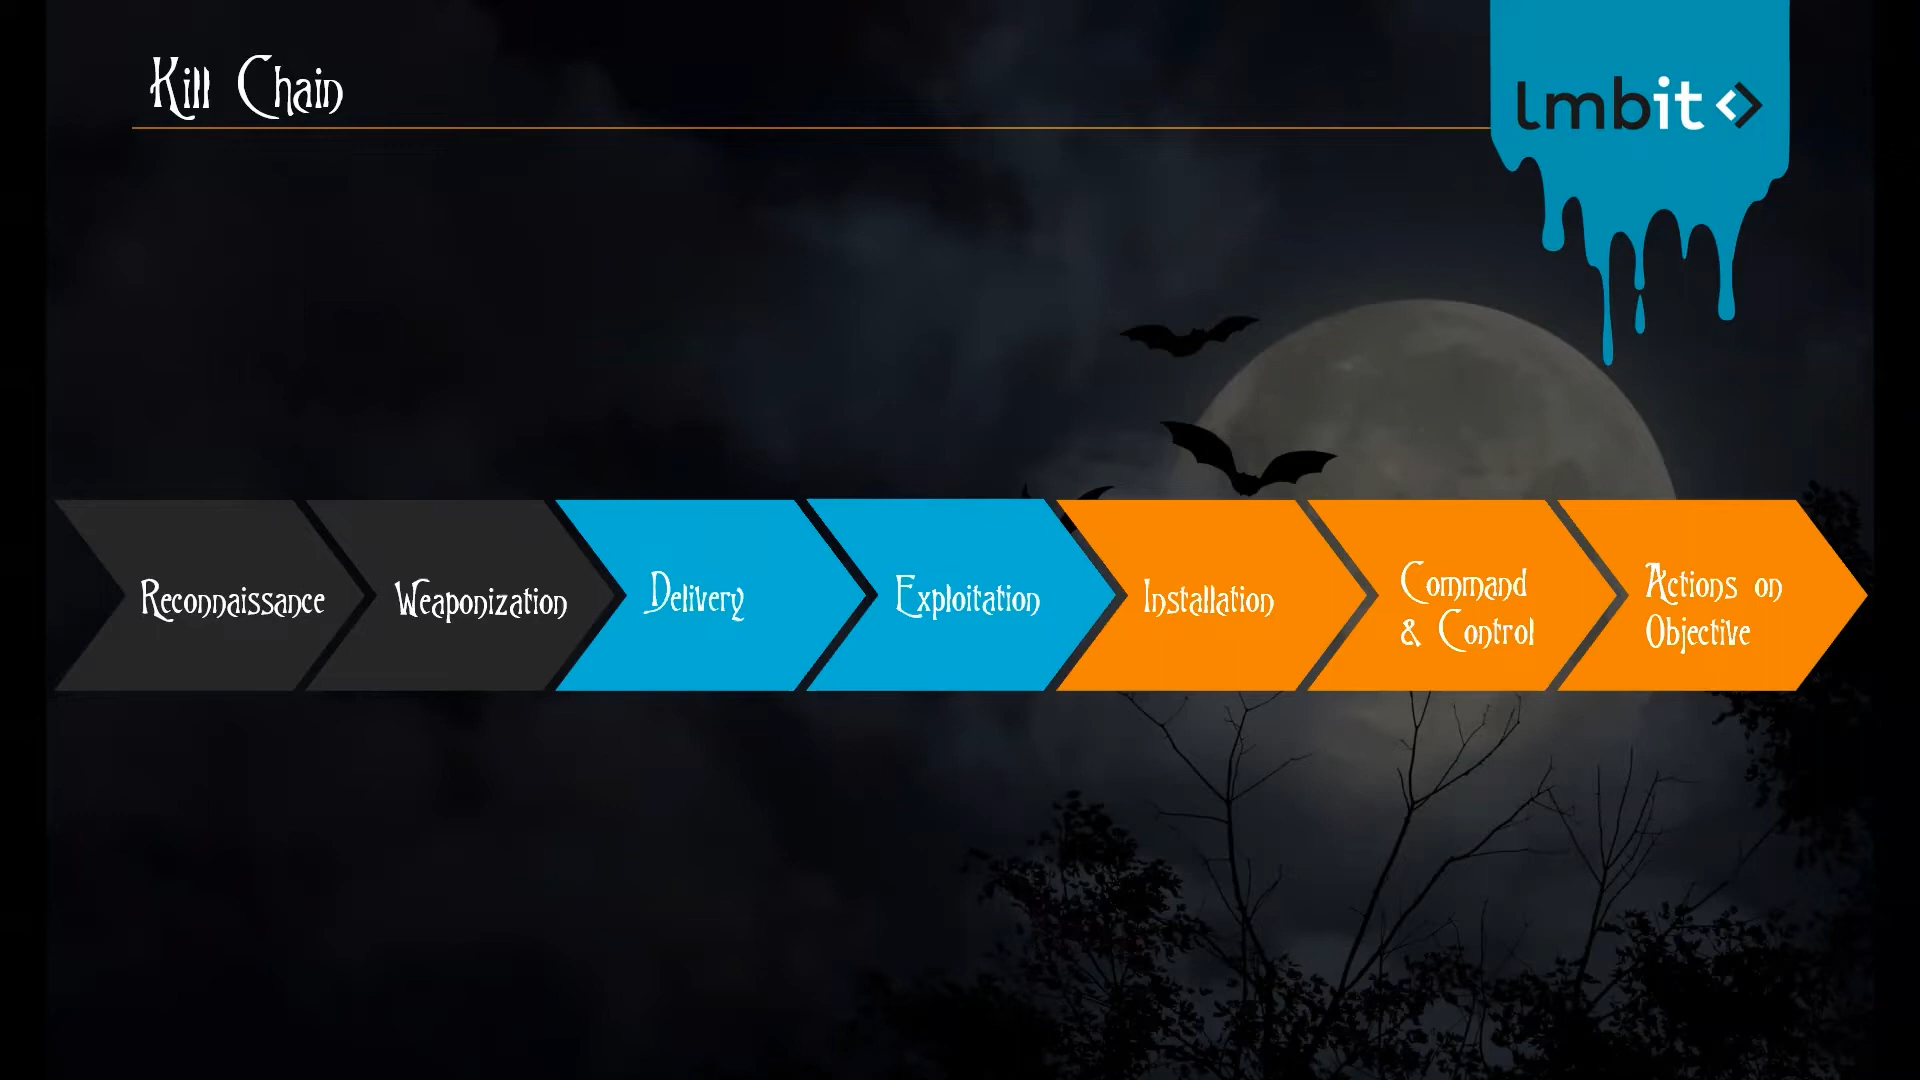 Kill Chain
lmbit
Reconnaissance
Weaponization
Delivery
Exploitation
Installation
Command
& Control
Actions on
Objective